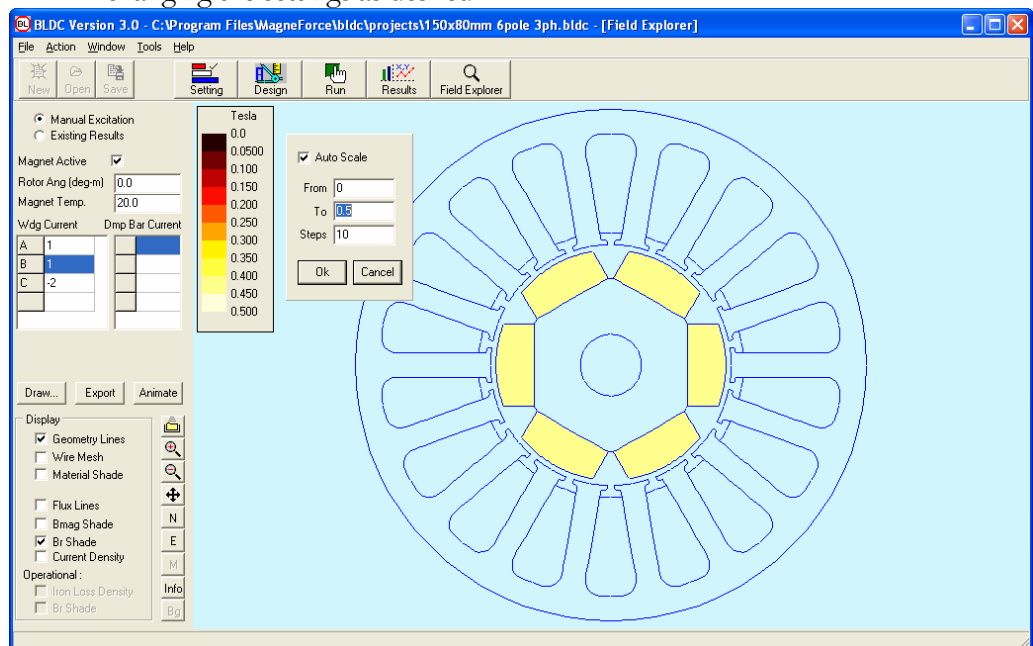 BLDC Version 3.0 - C:\Program Files\MagneForce\bldc\projects\150x80mm 6pole 3ph.bldc - [Field Explorer]
File Action Window Tools Help
New Open Save Setting Design Run Results Field Explorer
Manual Excitation
Existing Results
Magnet Active
Rotor Ang (deg-m) 0.0
Magnet Temp. 20.0
Wdg Current Dmp Bar Current
A 1
B 1
C -2
Draw... Export Animate
Display
Geometry Lines
Wire Mesh
Material Shade
Flux Lines
Bmag Shade
Br Shade
Current Density
Operational :
Iron Loss Density
Br Shade
N
E
M
Info
Bg
Tesla
0.0
0.0500
0.100
0.150
0.200
0.250
0.300
0.350
0.400
0.450
0.500
Auto Scale
From 0
To 0.5
Steps 10
Ok Cancel